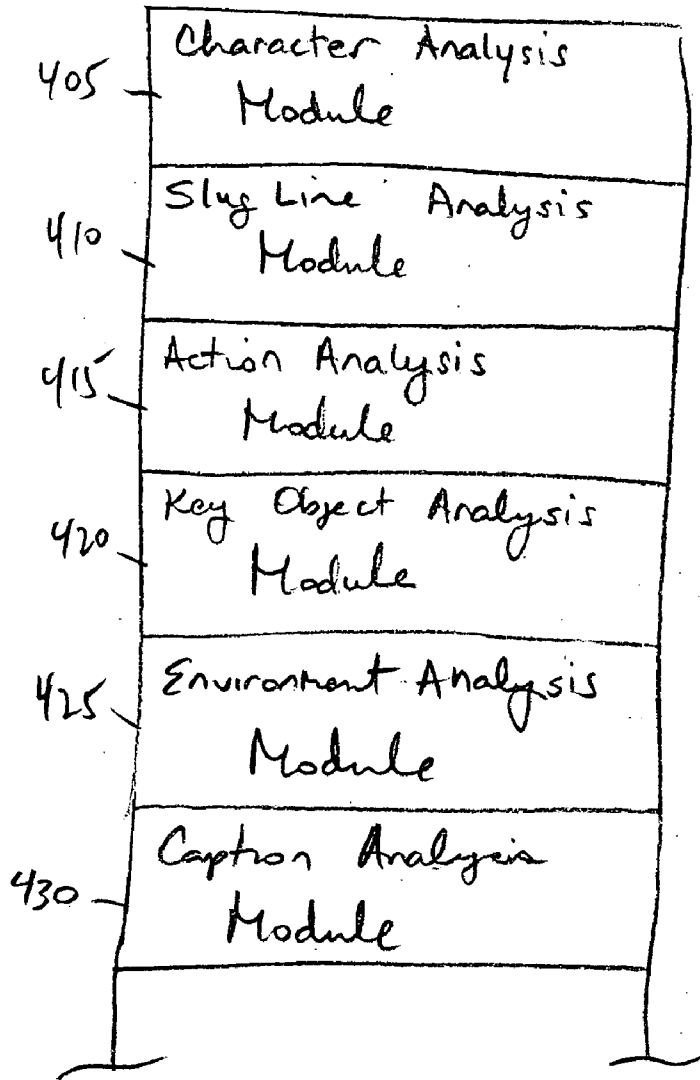 Character Analysis
405
Module
Slug Line Analysis
410
Module
Action Analysis
415
Module
Key Object Analysis
420
Module
Environment Analysis
425
Module
Caption Analysis
430
Module